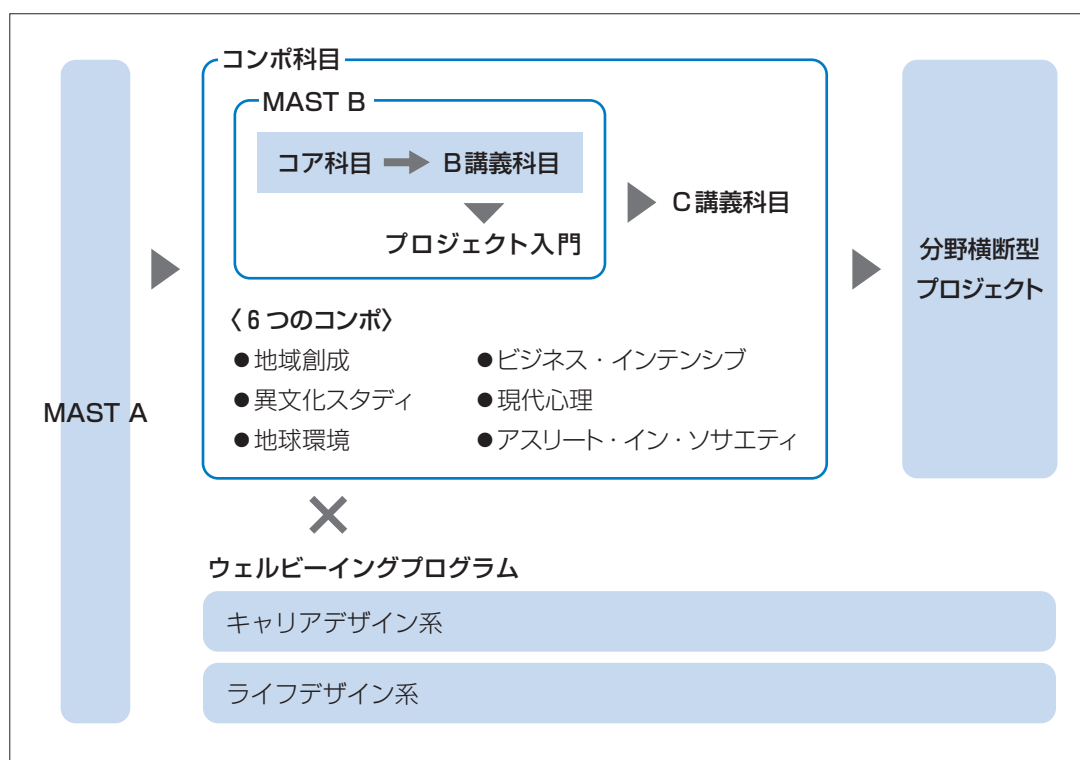 MAST A
コンポ科目
MAST B
コア科目
B講義科目
プロジェクト入門
C講義科目
〈6つのコンポ〉
●地域創成
●ビジネス・インテンシブ
●異文化スタディ
●現代心理
●地球環境
●アスリート・イン・ソサエティ
分野横断型
プロジェクト
ウェルビーイングプログラム
キャリアデザイン系
ライフデザイン系